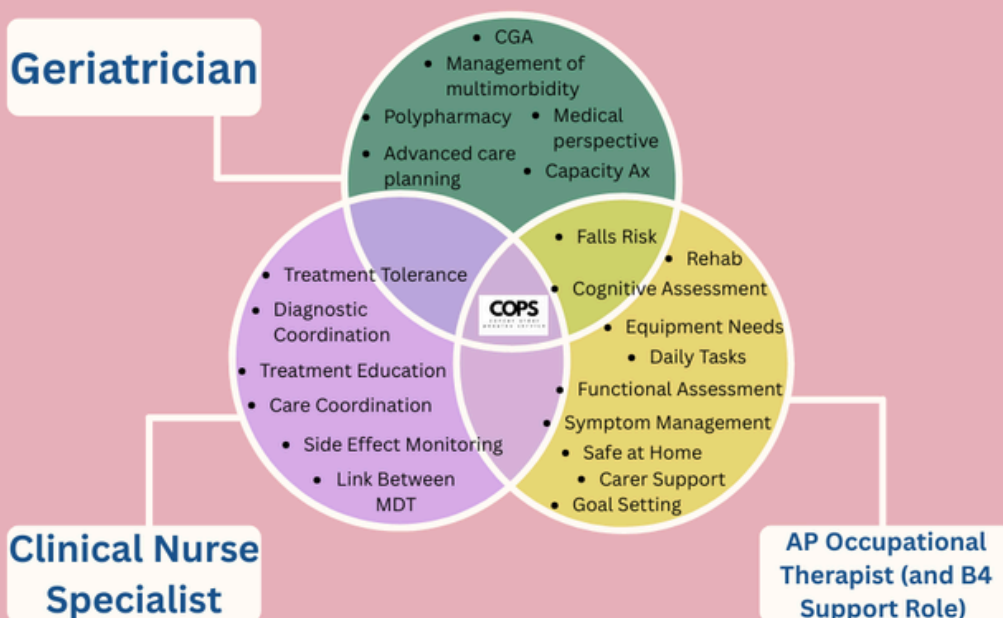 Geriatrician
• CGA
• Management of
multimorbidity
• Polypharmacy
• Medical
perspective
• Advanced care
planning
• Capacity Ax
• Falls Risk
• Rehab
• Cognitive Assessment
• Equipment Needs
• Daily Tasks
• Functional Assessment
• Symptom Management
• Safe at Home
• Carer Support
• Goal Setting
COPS
• Treatment Tolerance
• Diagnostic
Coordination
• Treatment Education
• Care Coordination
• Side Effect Monitoring
• Link Between
MDT
Clinical Nurse
Specialist
AP Occupational
Therapist (and B4
Support Role)